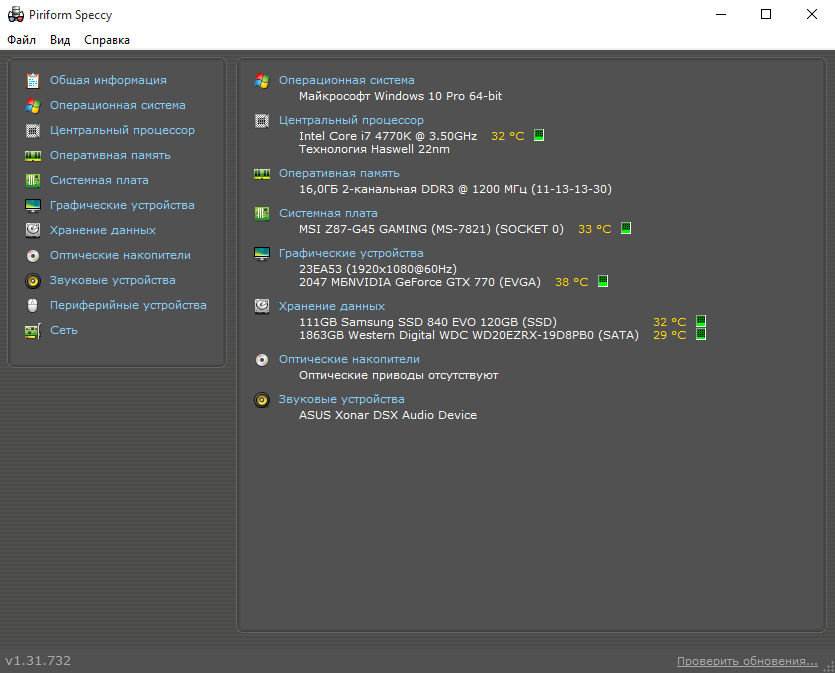 Piriform Speccy
Файл Вид Справка
Общая информация
Операционная система
Центральный процессор
Оперативная память
Системная плата
Графические устройства
Хранение данных
Оптические накопители
Звуковые устройства
Периферийные устройства
Сеть
Операционная система
Майкрософт Windows 10 Pro 64-bit
Центральный процессор
Intel Core i7 4770K @ 3.50GHz 32 °C
Технология Haswell 22nm
Оперативная память
16,0ГБ 2-канальная DDR3 @ 1200 МГц (11-13-13-30)
Системная плата
MSI Z87-G45 GAMING (MS-7821) (SOCKET 0) 33 °C
Графические устройства
23EA53 (1920x1080@60Hz)
2047 МБNVIDIA GeForce GTX 770 (EVGA) 38 °C
Хранение данных
111GB Samsung SSD 840 EVO 120GB (SSD) 32 °C
1863GB Western Digital WDC WD20EZRX-19D8PB0 (SATA) 29 °C
Оптические накопители
Оптические приводы отсутствуют
Звуковые устройства
ASUS Xonar DSX Audio Device
v1.31.732 Проверить обновения...